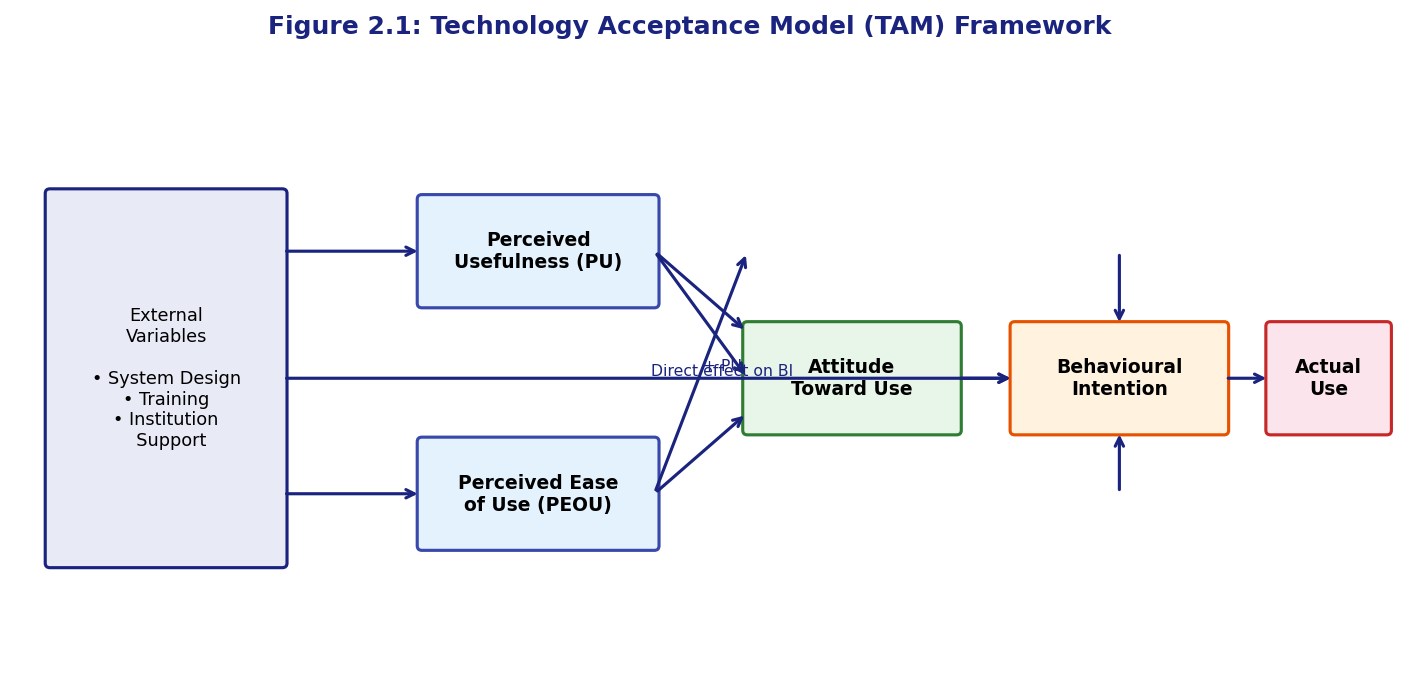 Figure 2.1: Technology Acceptance Model (TAM) Framework
External
Variables
• System Design
• Training
• Institution
Support
Perceived
Usefulness (PU)
Perceived Ease
of Use (PEOU)
+ PU
Direct effect on BI
Attitude
Toward Use
Behavioural
Intention
Actual
Use